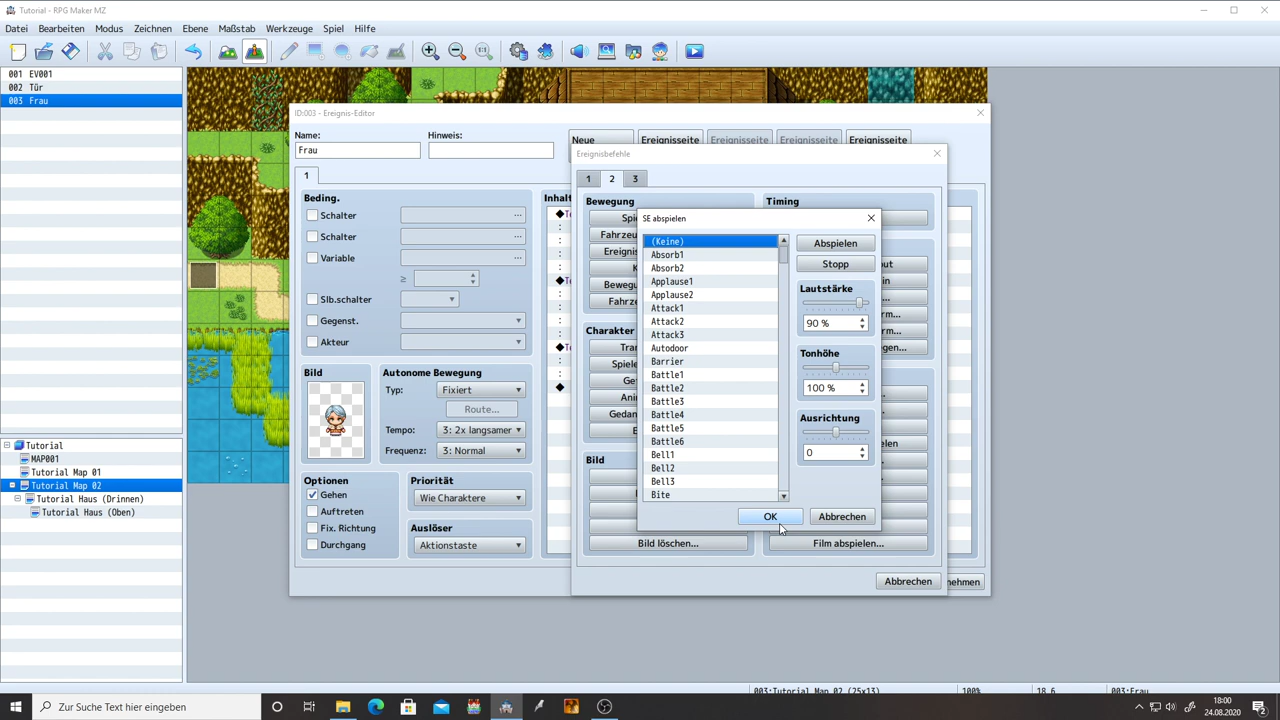 Tutorial - RPG Maker MZ
Datei Bearbeiten Modus Zeichnen Ebene Maßstab Werkzeuge Spiel Hilfe
001 EV001
002 Tür
003 Frau
Tutorial
MAP001
Tutorial Map 01
Tutorial Map 02
Tutorial Haus (Drinnen)
Tutorial Haus (Oben)
ID:003 - Ereignis-Editor
Name:
Frau
Hinweis:
Neue
Ereignisseite
Ereignisseite
Ereignisseite
Ereignisseite
1
Beding.
Schalter
Schalter
Variable
≥
Slb.schalter
Gegenst.
Akteur
Bild
Autonome Bewegung
Typ: Fixiert
Route...
Tempo: 3: 2x langsamer
Frequenz: 3: Normal
Optionen
Gehen
Auftreten
Fix. Richtung
Durchgang
Priorität
Wie Charaktere
Auslöser
Aktionstaste
Ereignisbefehle
1 2 3
Bewegung
Timing
Charakter
Bild
Bild löschen...
Film abspielen...
Abbrechen
SE abspielen
(Keine)
Absorb1
Absorb2
Applause1
Applause2
Attack1
Attack2
Attack3
Autodoor
Barrier
Battle1
Battle2
Battle3
Battle4
Battle5
Battle6
Bell1
Bell2
Bell3
Bite
Abspielen
Stopp
Lautstärke
90 %
Tonhöhe
100 %
Ausrichtung
0
OK
Abbrechen
003:Tutorial Map 02 (25x13) 100% 18,6 003:Frau
Zur Suche Text hier eingeben
18:00
24.08.2020
2